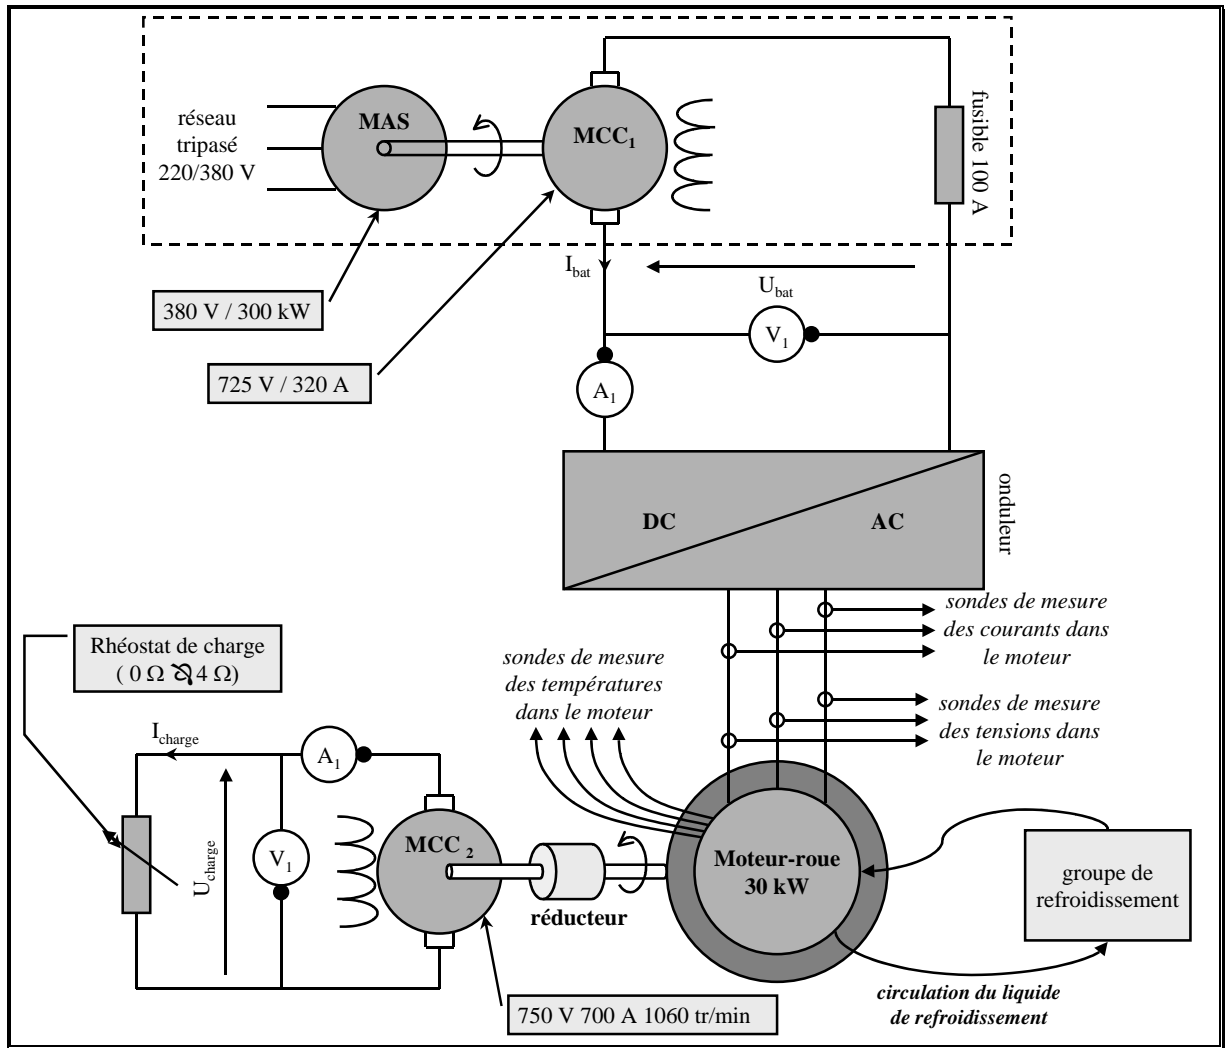 réseau
tripasé
220/380 V
MAS
MCC1
fusible 100 A
Ibat
Ubat
380 V / 300 kW
V1
725 V / 320 A
A1
DC
AC
onduleur
sondes de mesure
des courants dans
le moteur
Rhéostat de charge
( 0 Ω 4 Ω)
sondes de mesure
des températures
dans le moteur
sondes de mesure
des tensions dans
le moteur
Icharge
A1
Ucharge
V1
MCC 2
réducteur
Moteur-roue
30 kW
groupe de
refroidissement
750 V 700 A 1060 tr/min
circulation du liquide
de refroidissement